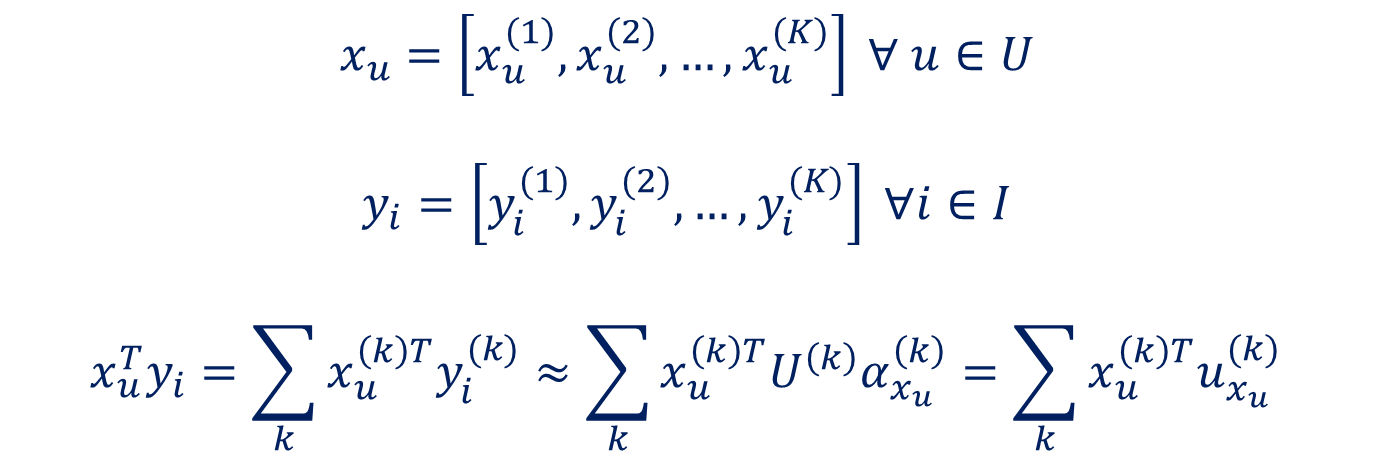 x_u = [x_u^{(1)}, x_u^{(2)}, …, x_u^{(K)}] ∀ u ∈ U
y_i = [y_i^{(1)}, y_i^{(2)}, …, y_i^{(K)}] ∀i ∈ I
x_u^T y_i = ∑_k x_u^{(k)T} y_i^{(k)} ≈ ∑_k x_u^{(k)T} U^{(k)} α_{x_u}^{(k)} = ∑_k x_u^{(k)T} u_{x_u}^{(k)}